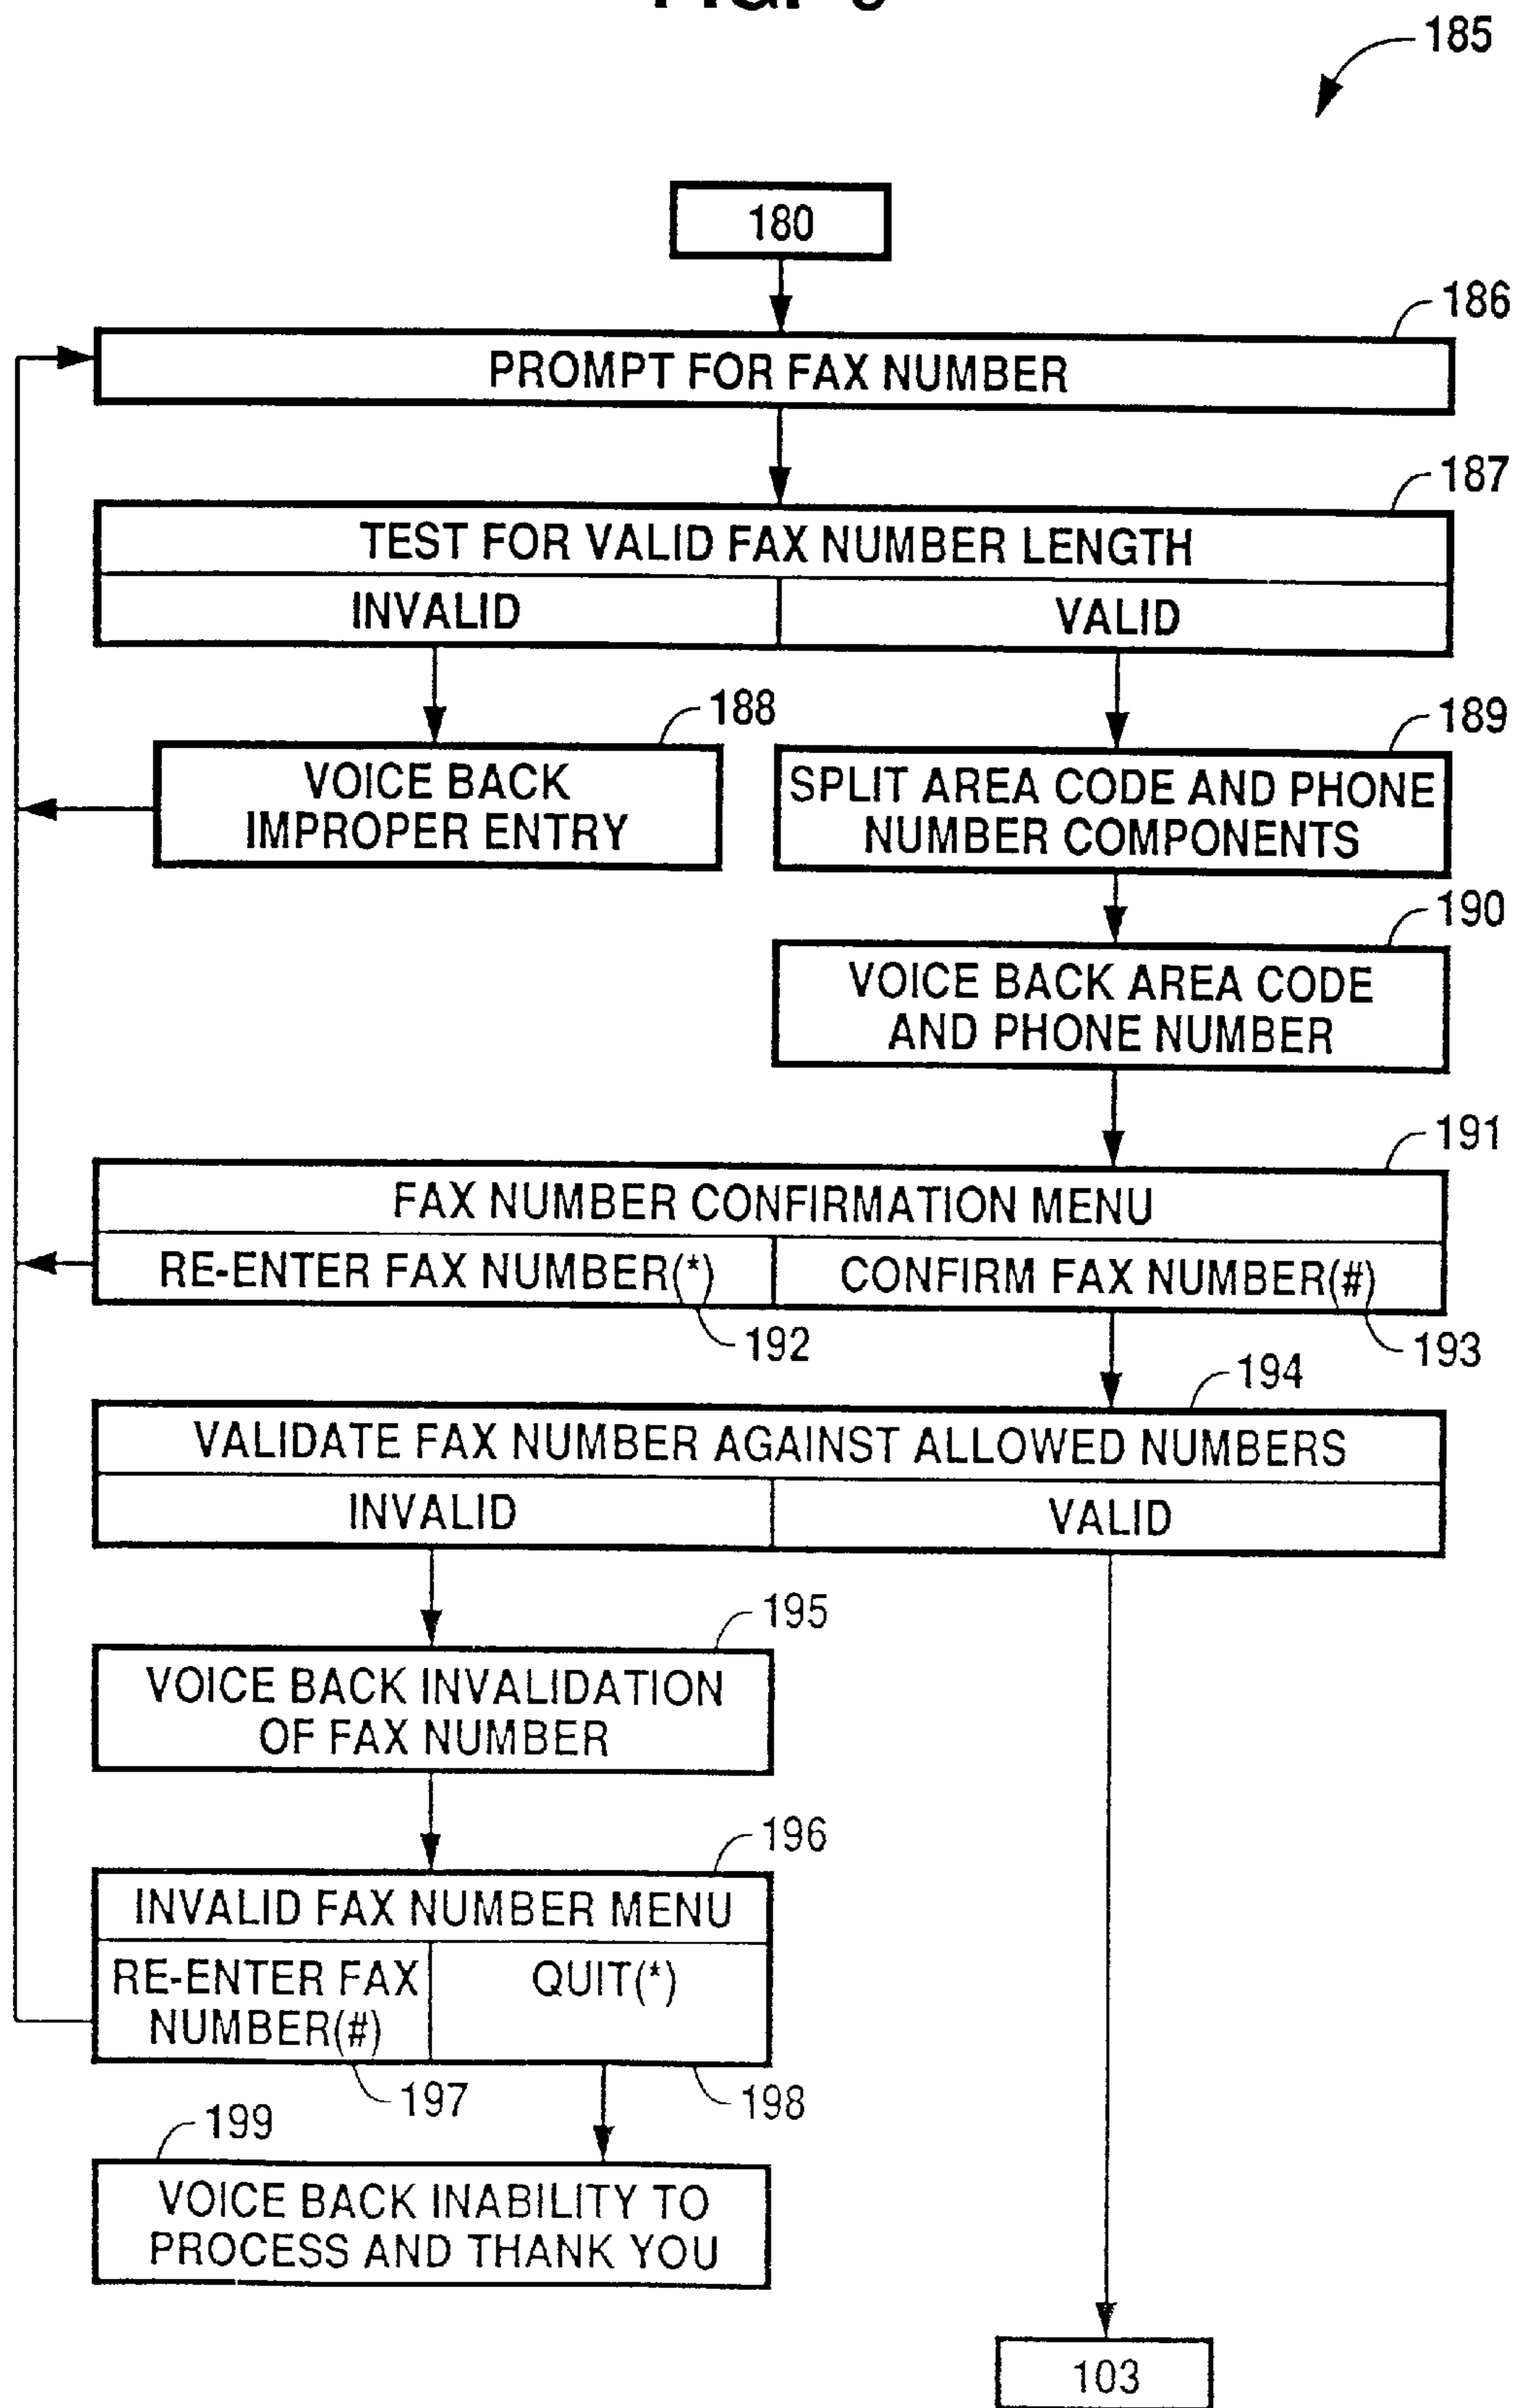 185
180
186
PROMPT FOR FAX NUMBER
187
TEST FOR VALID FAX NUMBER LENGTH
INVALID
VALID
188
189
VOICE BACK
IMPROPER ENTRY
SPLIT AREA CODE AND PHONE
NUMBER COMPONENTS
190
VOICE BACK AREA CODE
AND PHONE NUMBER
191
FAX NUMBER CONFIRMATION MENU
RE-ENTER FAX NUMBER(*)
CONFIRM FAX NUMBER(#)
192
193
194
VALIDATE FAX NUMBER AGAINST ALLOWED NUMBERS
INVALID
VALID
195
VOICE BACK INVALIDATION
OF FAX NUMBER
196
INVALID FAX NUMBER MENU
RE-ENTER FAX
NUMBER(#)
QUIT(*)
197
198
199
VOICE BACK INABILITY TO
PROCESS AND THANK YOU
103